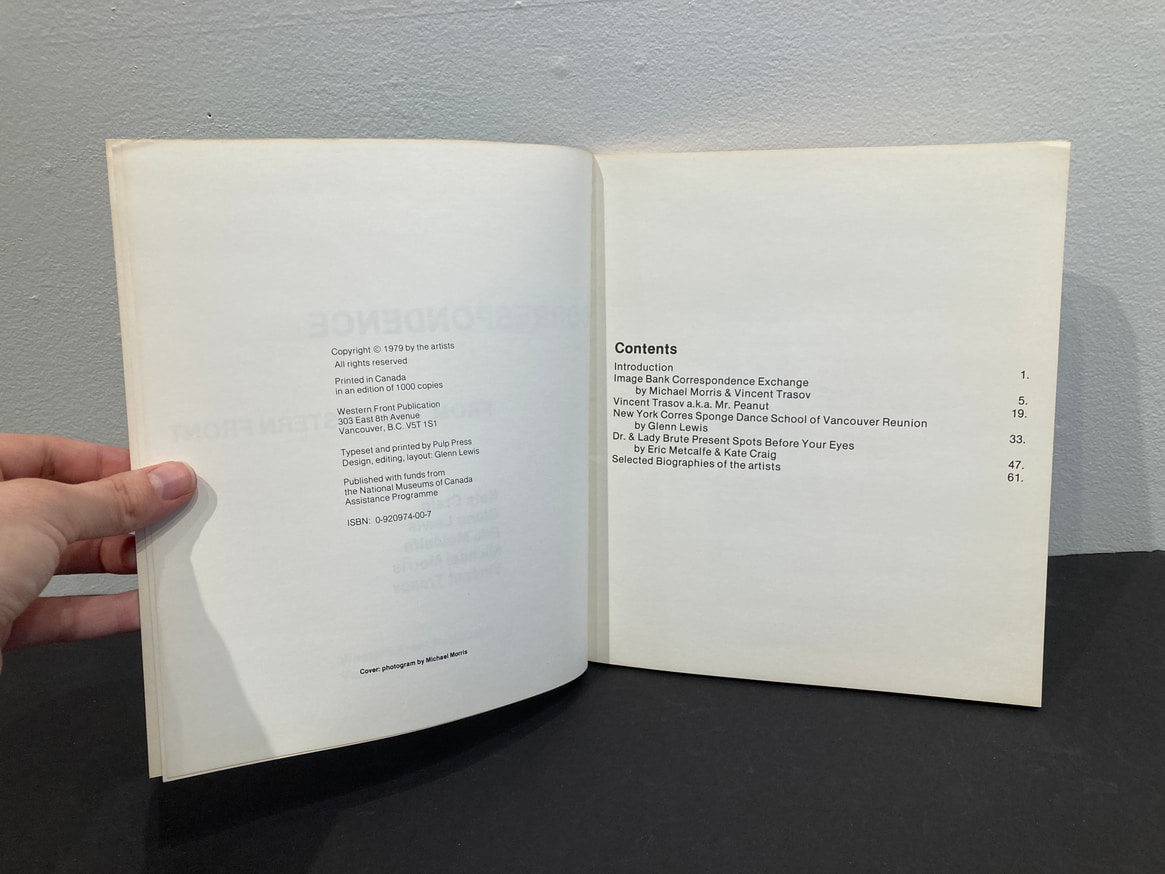 Copyright © 1979 by the artists
All rights reserved
Printed in Canada
in an edition of 1000 copies
Western Front Publication
303 East 8th Avenue
Vancouver, B.C. V5T 1S1
Typeset and printed by Pulp Press
Design, editing, layout: Glenn Lewis
Published with funds from
the National Museums of Canada
Assistance Programme
ISBN: 0-920974-00-7
Cover: photogram by Michael Morris
Contents
Introduction 1.
Image Bank Correspondence Exchange
by Michael Morris & Vincent Trasov 5.
Vincent Trasov a.k.a. Mr. Peanut 19.
New York Corres Sponge Dance School of Vancouver Reunion
by Glenn Lewis 33.
Dr. & Lady Brute Present Spots Before Your Eyes
by Eric Metcalfe & Kate Craig 47.
Selected Biographies of the artists 61.